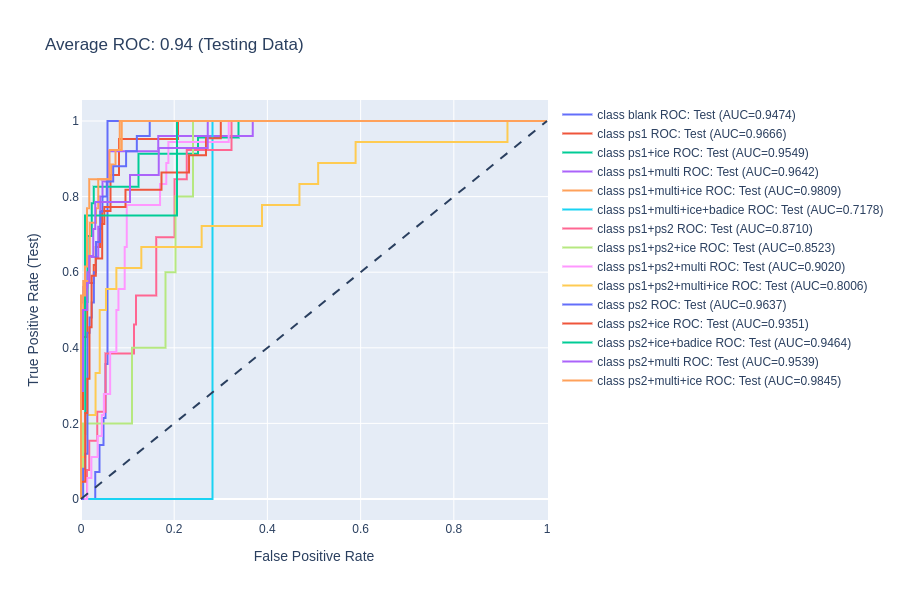 Average ROC: 0.94 (Testing Data)
class blank ROC: Test (AUC=0.9474)
class ps1 ROC: Test (AUC=0.9666)
class ps1+ice ROC: Test (AUC=0.9549)
class ps1+multi ROC: Test (AUC=0.9642)
class ps1+multi+ice ROC: Test (AUC=0.9809)
class ps1+multi+ice+badice ROC: Test (AUC=0.7178)
class ps1+ps2 ROC: Test (AUC=0.8710)
class ps1+ps2+ice ROC: Test (AUC=0.8523)
class ps1+ps2+multi ROC: Test (AUC=0.9020)
class ps1+ps2+multi+ice ROC: Test (AUC=0.8006)
class ps2 ROC: Test (AUC=0.9637)
class ps2+ice ROC: Test (AUC=0.9351)
class ps2+ice+badice ROC: Test (AUC=0.9464)
class ps2+multi ROC: Test (AUC=0.9539)
class ps2+multi+ice ROC: Test (AUC=0.9845)
True Positive Rate (Test)
1
0.8
0.6
0.4
0.2
0
0 0.2 0.4 0.6 0.8 1
False Positive Rate